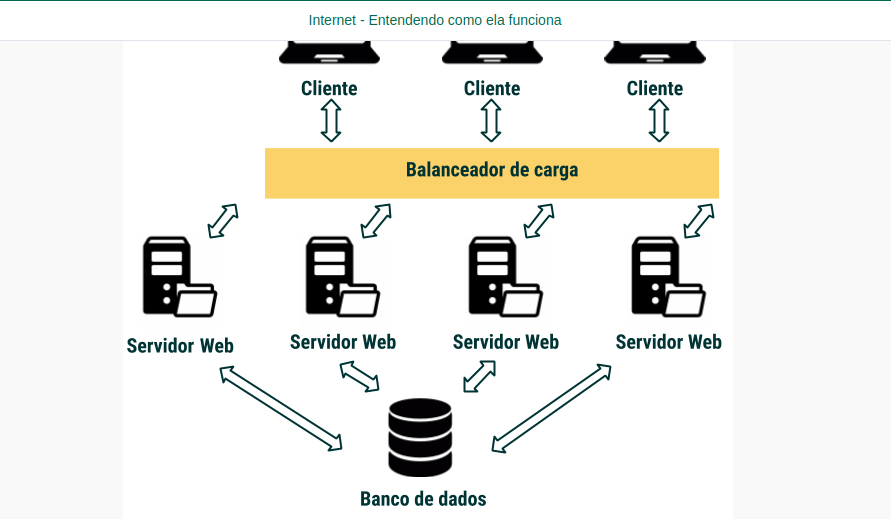 Internet - Entendendo como ela funciona
Cliente Cliente Cliente
Balanceador de carga
Servidor Web Servidor Web Servidor Web Servidor Web
Banco de dados